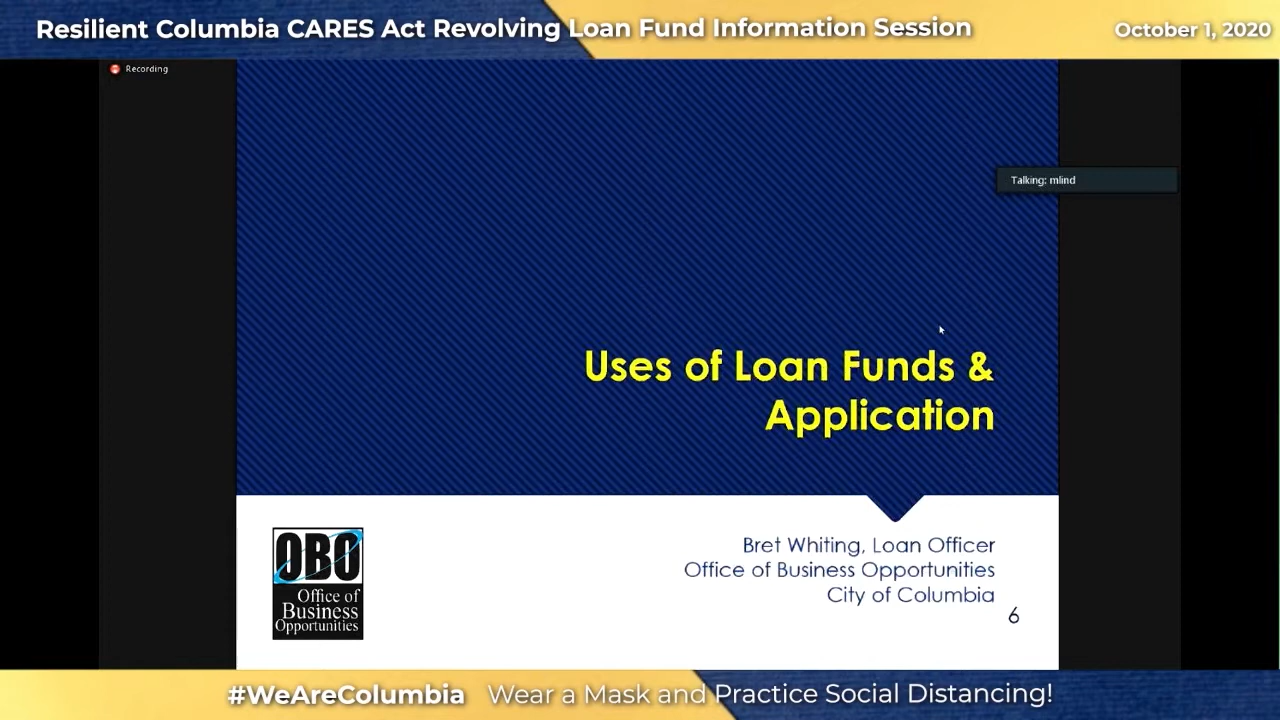 Resilient Columbia CARES Act Revolving Loan Fund Information Session
October 1, 2020
Recording
Talking: mlind
Uses of Loan Funds &
Application
Bret Whiting, Loan Officer
Office of Business Opportunities
City of Columbia
6
OBO
Office of
Business
Opportunities
#WeAreColumbia Wear a Mask and Practice Social Distancing!